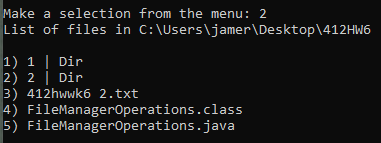 Make a selection from the menu: 2
List of files in C:\Users\jamer\Desktop\412HW6
1) 1 | Dir
2) 2 | Dir
3) 412hwwk6 2.txt
4) FileManagerOperations.class
5) FileManagerOperations.java